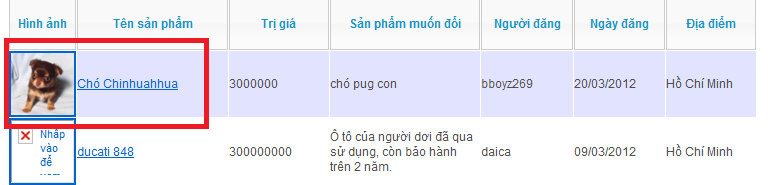 Hình ảnh Tên sản phẩm Trị giá Sản phẩm muốn đổi Người đăng Ngày đăng Địa điểm
Chó Chinhuahhua 3000000 chó pug con bboyz269 20/03/2012 Hồ Chí Minh
Nhấp
vào
để
ducati 848 300000000 Ô tô của người dơi đã qua
sử dụng, còn bảo hành
trên 2 năm. daica 09/03/2012 Hồ Chí Minh